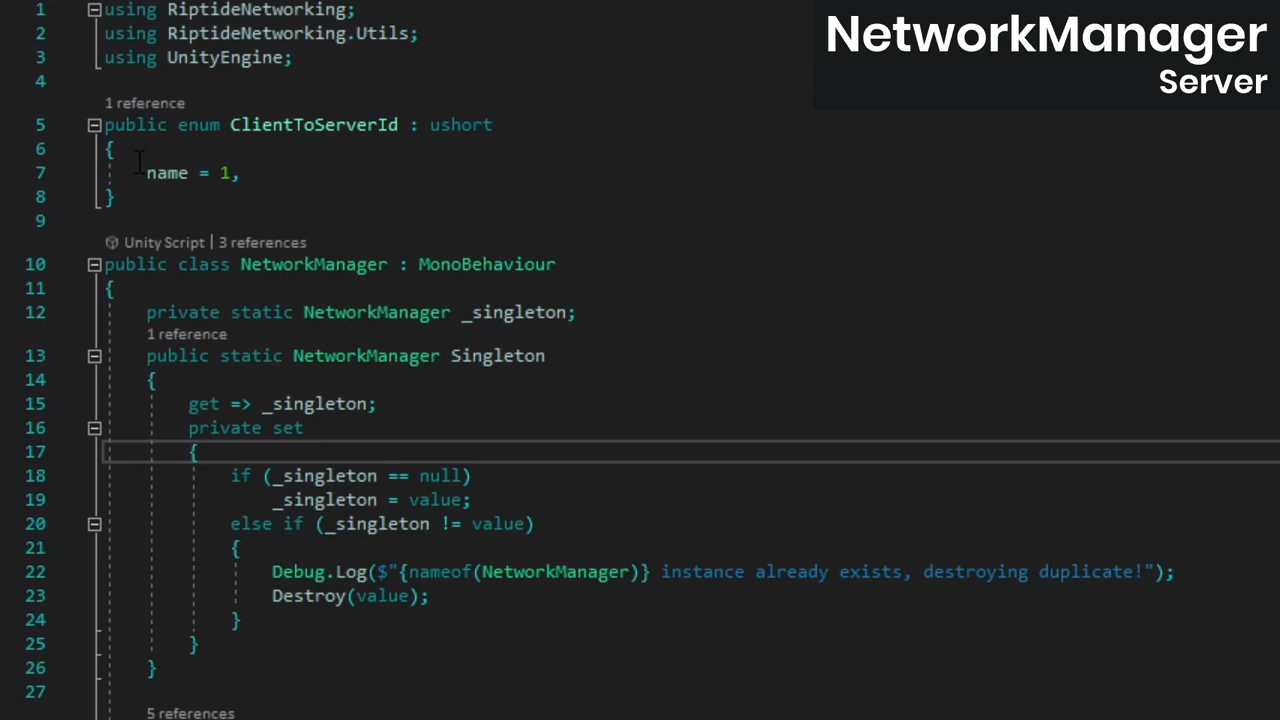 NetworkManager
Server
1 using RiptideNetworking;
2 using RiptideNetworking.Utils;
3 using UnityEngine;
4
1 reference
5 public enum ClientToServerId : ushort
6 {
7 name = 1,
8 }
9
Unity Script | 3 references
10 public class NetworkManager : MonoBehaviour
11 {
12 private static NetworkManager _singleton;
1 reference
13 public static NetworkManager Singleton
14 {
15 get => _singleton;
16 private set
17 {
18 if (_singleton == null)
19 _singleton = value;
20 else if (_singleton != value)
21 {
22 Debug.Log($"{nameof(NetworkManager)} instance already exists, destroying duplicate!");
23 Destroy(value);
24 }
25 }
26 }
27
5 references